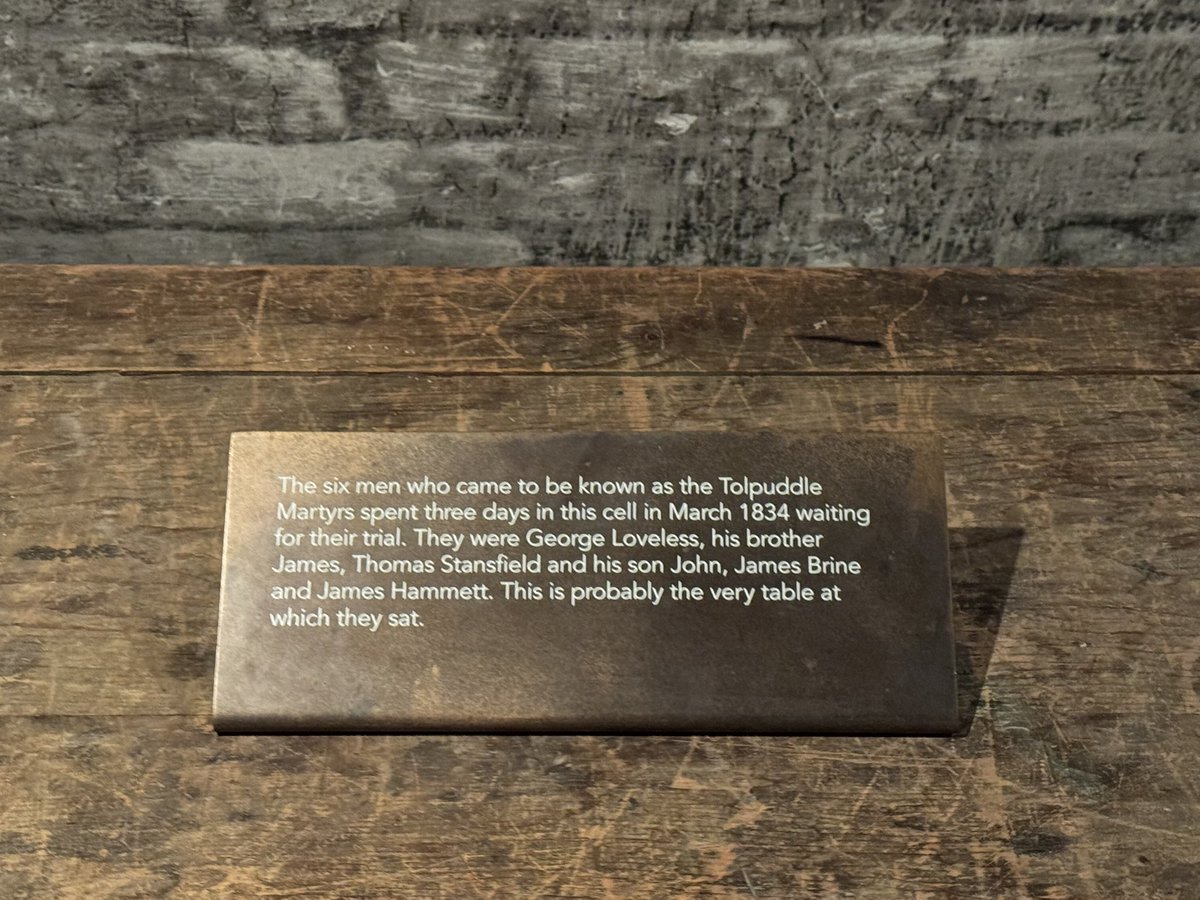 The six men who came to be known as the Tolpuddle
Martyrs spent three days in this cell in March 1834 waiting
for their trial. They were George Loveless, his brother
James, Thomas Stansfield and his son John, James Brine
and James Hammett. This is probably the very table at
which they sat.